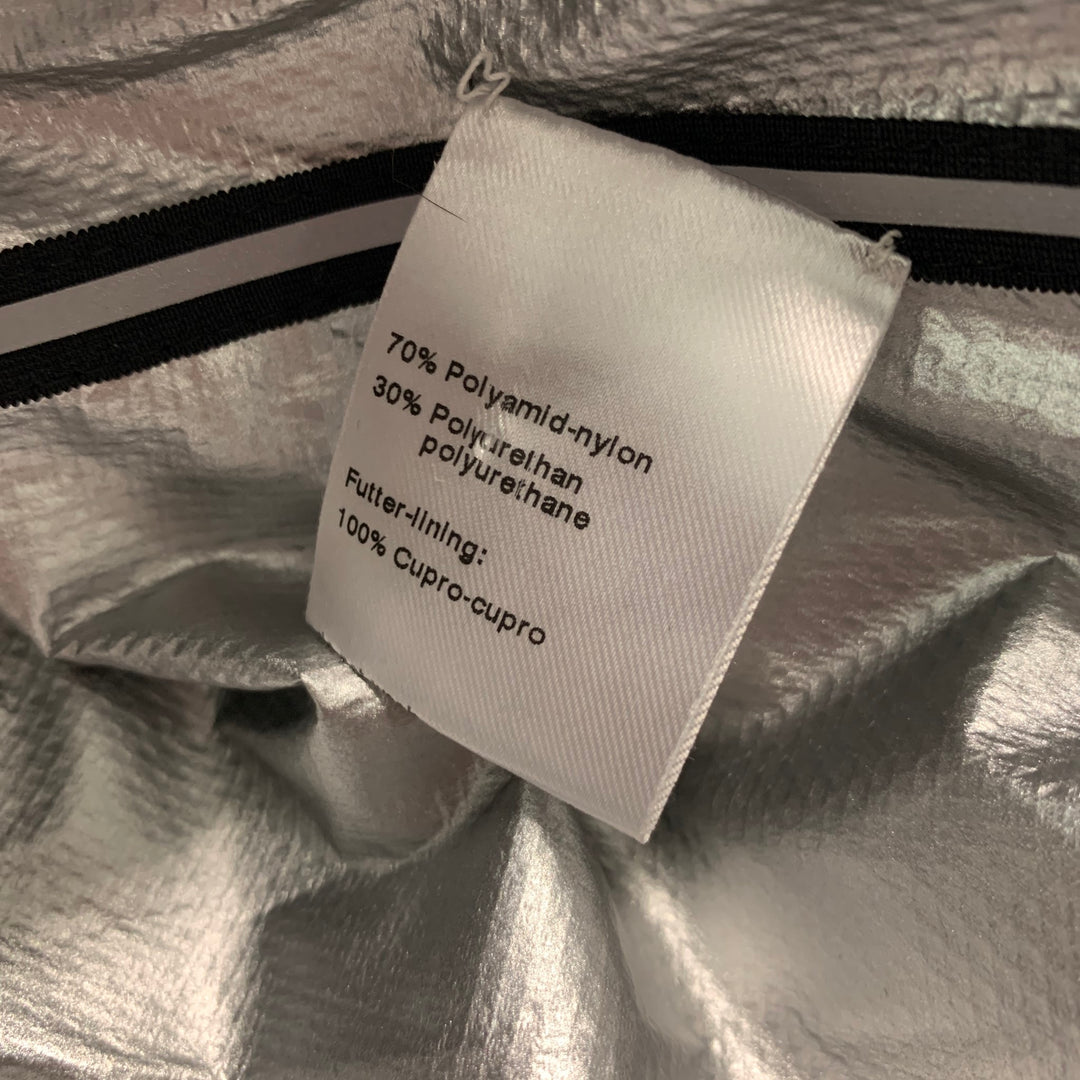 70% Polyamid-nylon
30% Polyurethan
polyurethane
Futter-lining:
100% Cupro-cupro